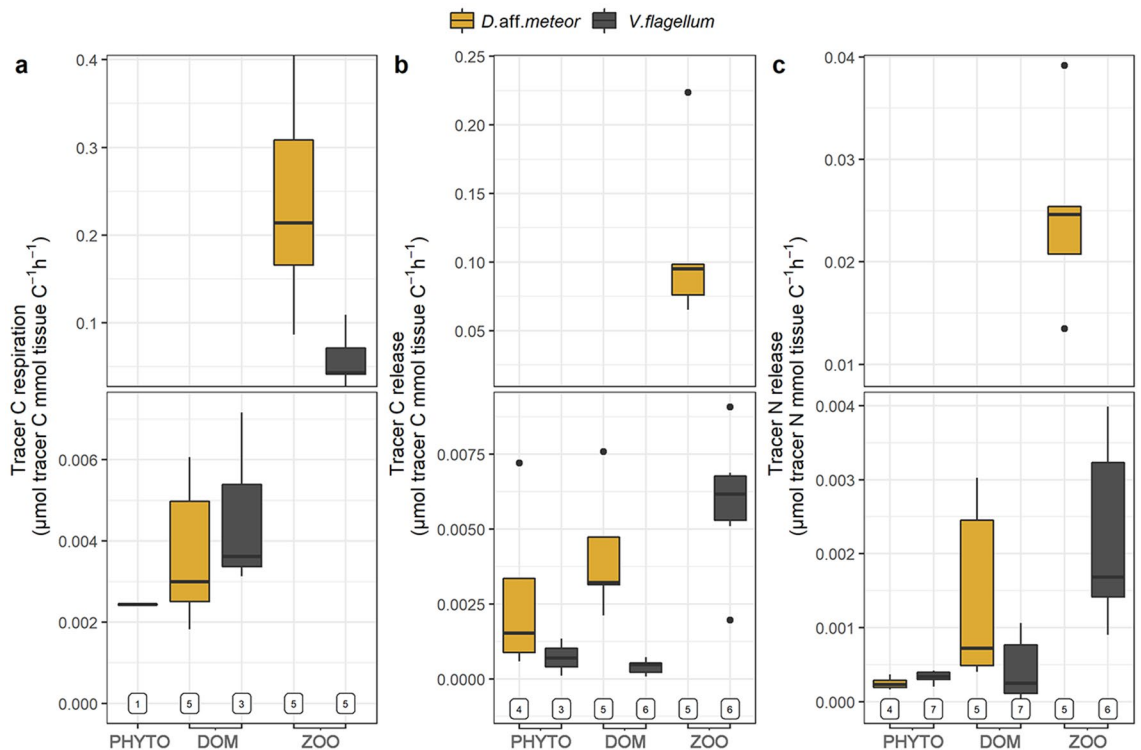 D.aff.meteor V.flagellum
a
b
c
Tracer C respiration
(µmol tracer C mmol tissue C⁻¹h⁻¹)
0.4
0.3
0.2
0.1
0.006
0.004
0.002
0.000
1 5 3 5 5
PHYTO DOM ZOO
Tracer C release
(µmol tracer C mmol tissue C⁻¹h⁻¹)
0.25
0.20
0.15
0.10
0.05
0.0075
0.0050
0.0025
0.0000
4 3 5 6 5 6
PHYTO DOM ZOO
Tracer N release
(µmol tracer N mmol tissue C⁻¹h⁻¹)
0.04
0.03
0.02
0.01
0.004
0.003
0.002
0.001
0.000
4 7 5 7 5 6
PHYTO DOM ZOO